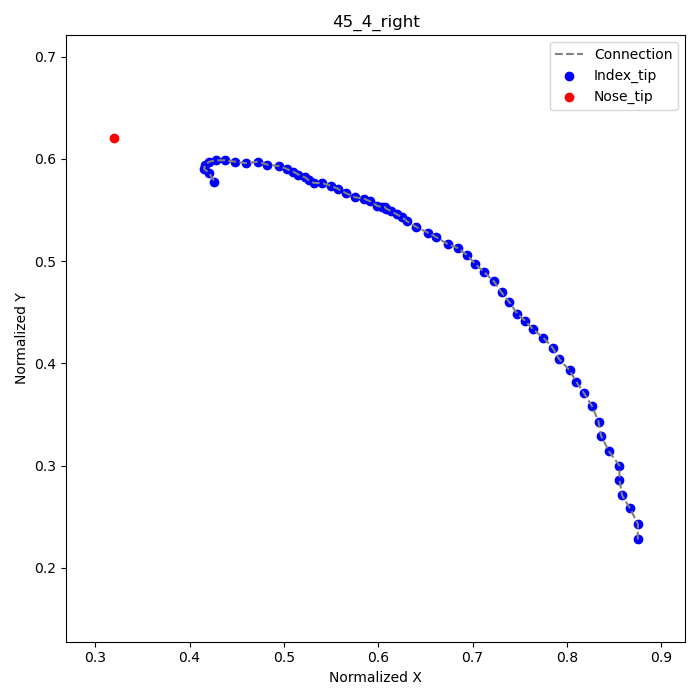 45_4_right
Connection
Index_tip
Nose_tip
Normalized Y
0.7
0.6
0.5
0.4
0.3
0.2
0.3 0.4 0.5 0.6 0.7 0.8 0.9
Normalized X